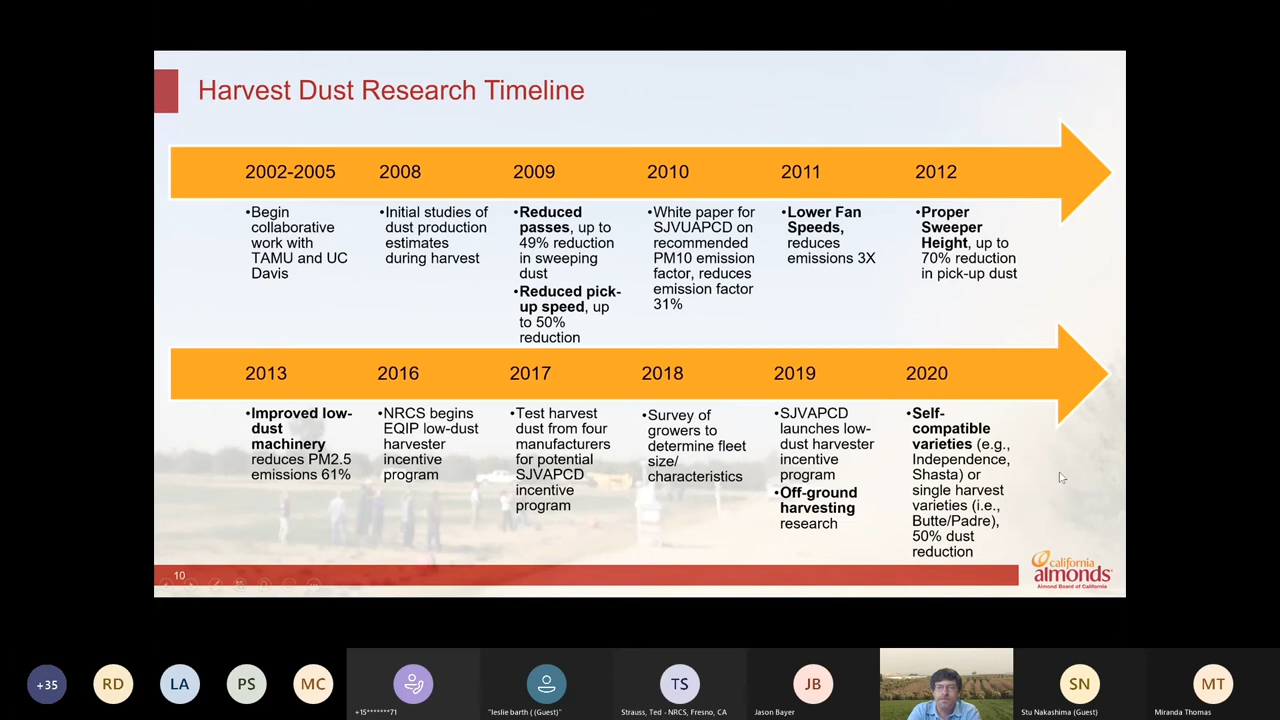 Harvest Dust Research Timeline
2002-2005
2008
2009
2010
2011
2012
•Begin
collaborative
work with
TAMU and UC
Davis
•Initial studies of
dust production
estimates
during harvest
•Reduced
passes, up to
49% reduction
in sweeping
dust
•Reduced pick-
up speed, up
to 50%
reduction
•White paper for
SJVUAPCD on
recommended
PM10 emission
factor, reduces
emission factor
31%
•Lower Fan
Speeds,
reduces
emissions 3X
•Proper
Sweeper
Height, up to
70% reduction
in pick-up dust
2013
2016
2017
2018
2019
2020
•Improved low-
dust
machinery
reduces PM2.5
emissions 61%
•NRCS begins
EQIP low-dust
harvester
incentive
program
•Test harvest
dust from four
manufacturers
for potential
SJVAPCD
incentive
program
•Survey of
growers to
determine fleet
size/
characteristics
•SJVAPCD
launches low-
dust harvester
incentive
program
•Off-ground
harvesting
research
•Self-
compatible
varieties (e.g.,
Independence,
Shasta) or
single harvest
varieties (i.e.,
Butte/Padre),
50% dust
reduction
10
california
almonds
Almond Board of California
+35
RD
LA
PS
MC
TS
JB
SN
MT
+15*******71
"leslie barth ( (Guest)"
Strauss, Ted - NRCS, Fresno, CA
Jason Bayer
Stu Nakashima (Guest)
Miranda Thomas